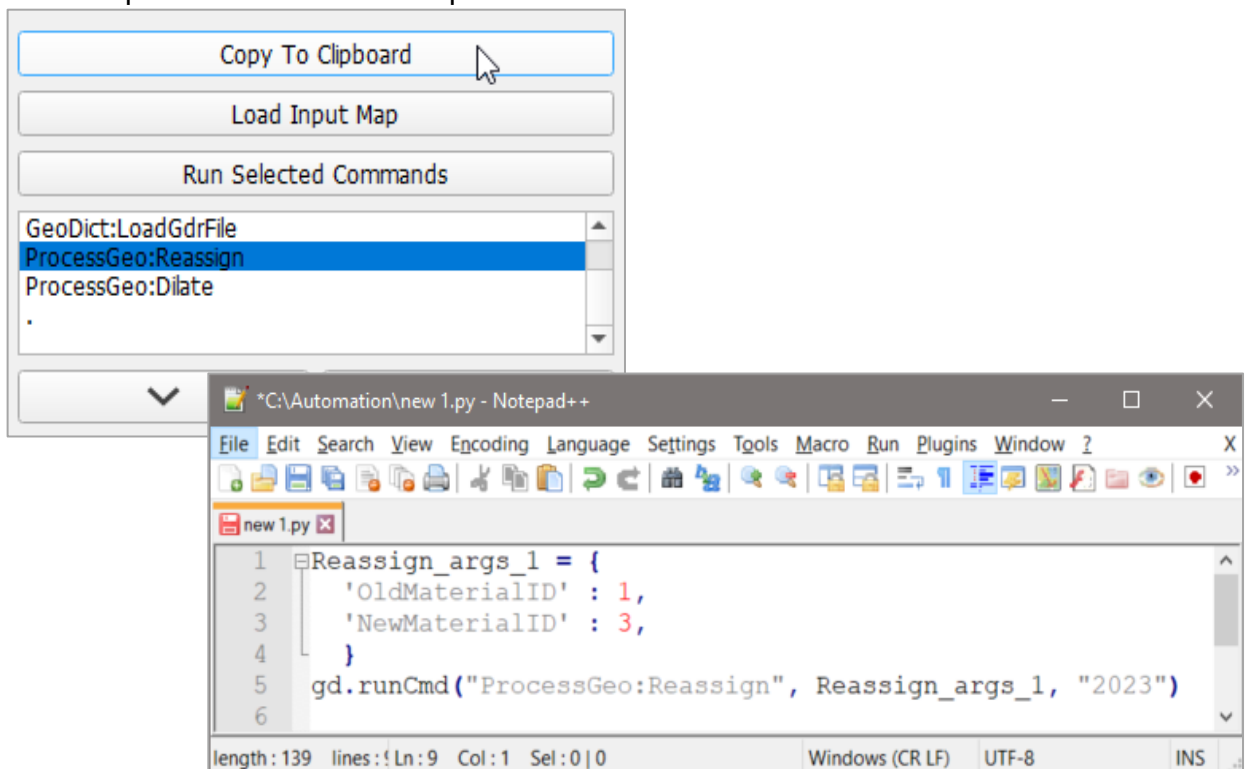 Copy To Clipboard
Load Input Map
Run Selected Commands
GeoDict:LoadGdrFile
ProcessGeo:Reassign
ProcessGeo:Dilate
.
*C:\Automation\new 1.py - Notepad++
File Edit Search View Encoding Language Settings Tools Macro Run Plugins Window ? X
new 1.py
1 Reassign_args_1 = {
2 'OldMaterialID' : 1,
3 'NewMaterialID' : 3,
4 }
5 gd.runCmd("ProcessGeo:Reassign", Reassign_args_1, "2023")
6
length : 139 lines : Ln : 9 Col : 1 Sel : 0 | 0 Windows (CR LF) UTF-8 INS